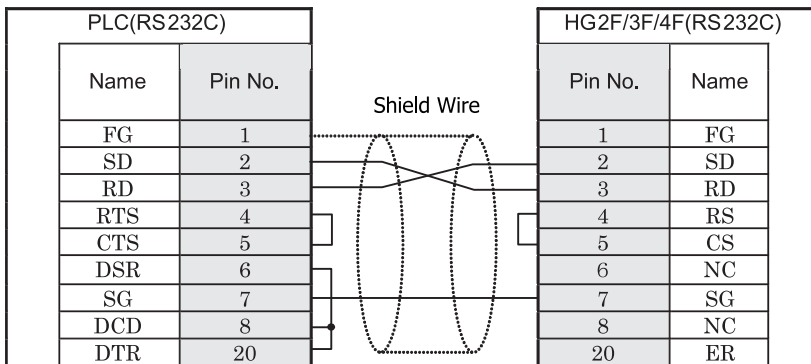 PLC(RS232C) HG2F/3F/4F(RS232C)
Name Pin No. Pin No. Name
Shield Wire
FG 1 1 FG
SD 2 2 SD
RD 3 3 RD
RTS 4 4 RS
CTS 5 5 CS
DSR 6 6 NC
SG 7 7 SG
DCD 8 8 NC
DTR 20 20 ER